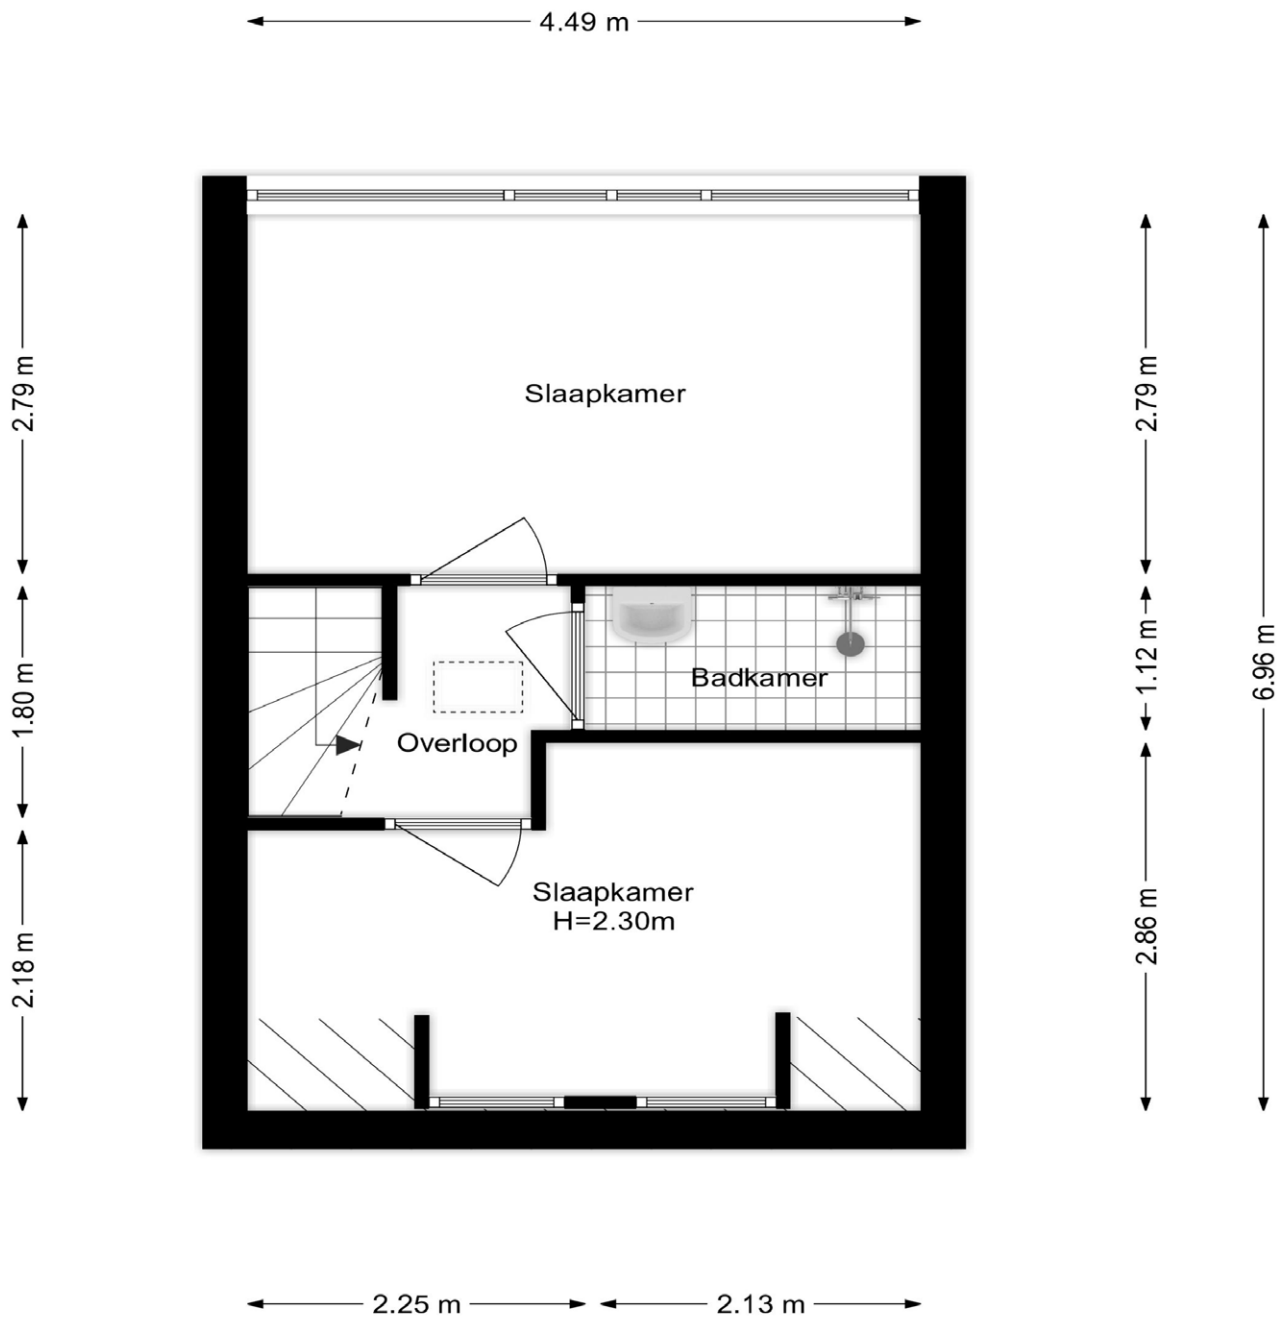 4.49 m
2.79 m
2.79 m
Slaapkamer
1.80 m
1.12 m
6.96 m
Badkamer
Overloop
Slaapkamer
H=2.30m
2.18 m
2.86 m
2.25 m
2.13 m